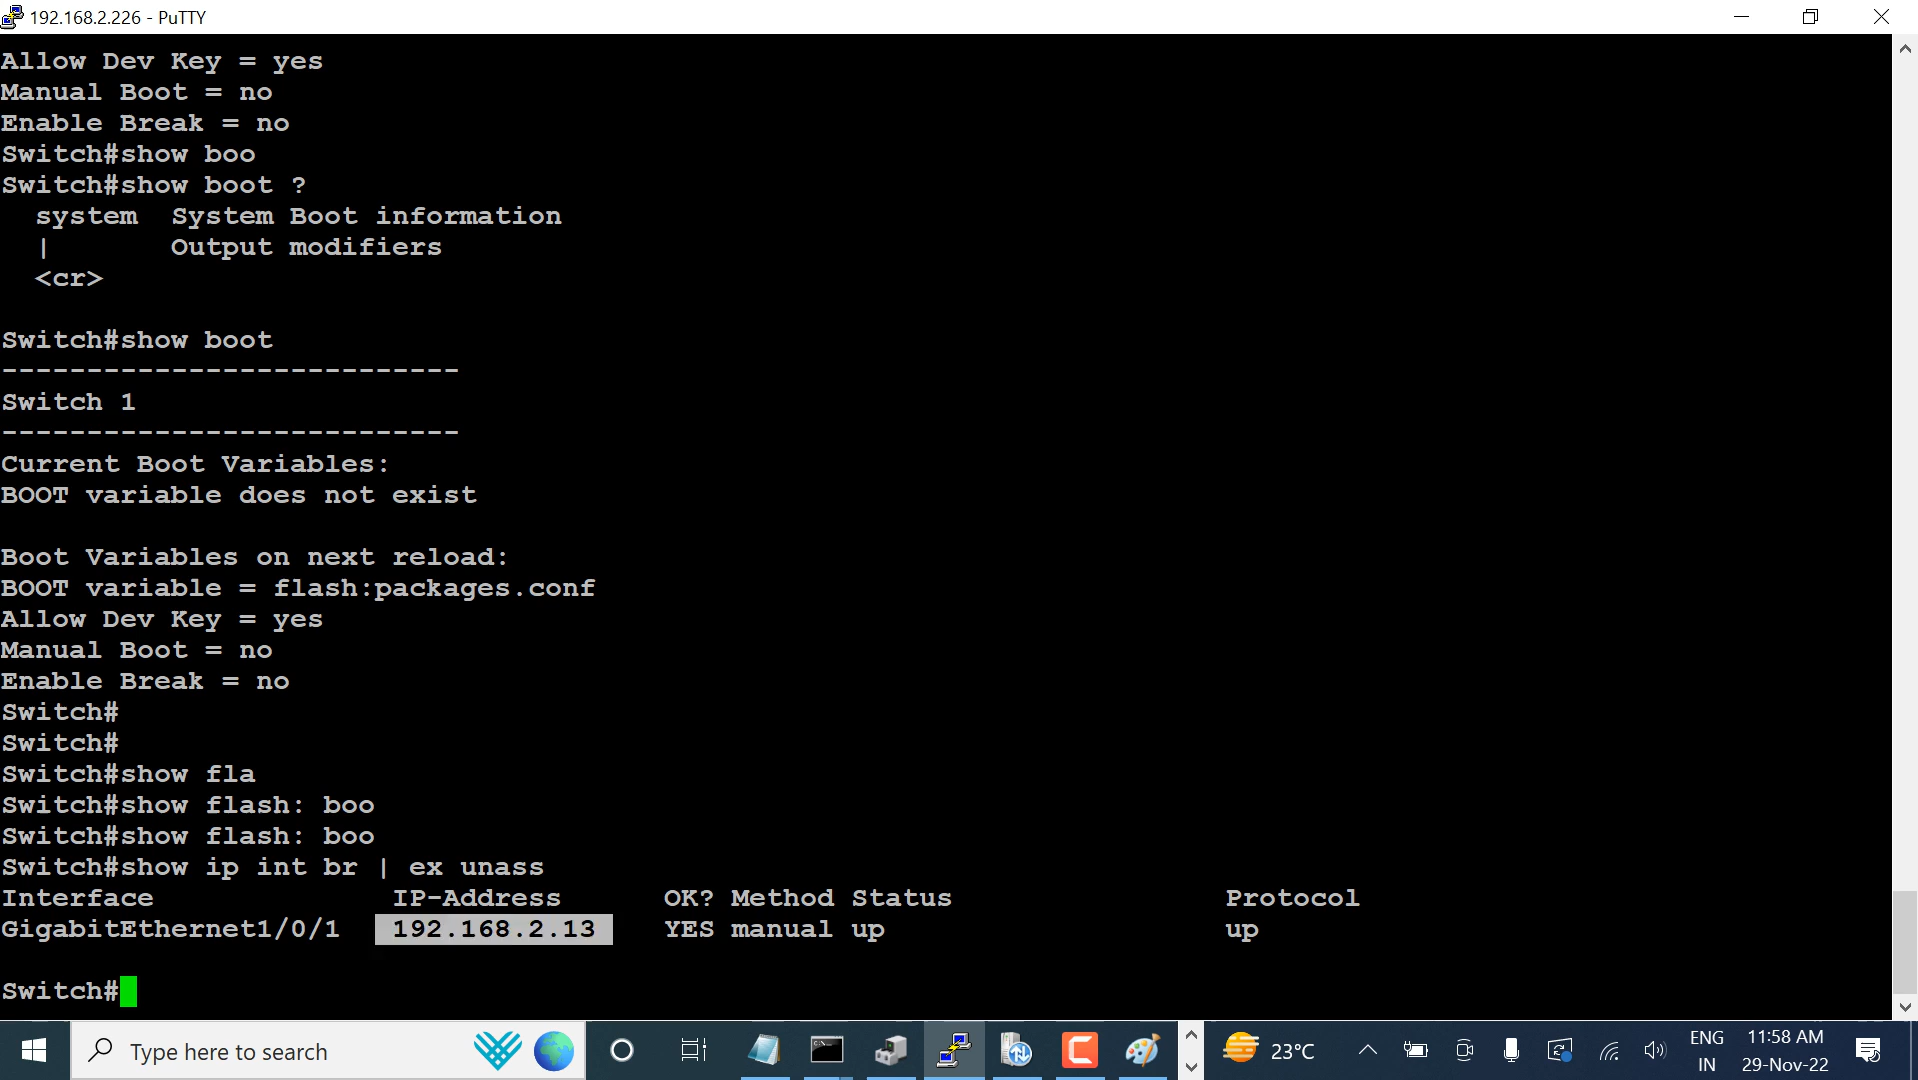 192.168.2.226 - PuTTY
Allow Dev Key = yes
Manual Boot = no
Enable Break = no
Switch#show boo
Switch#show boot ?
  system  System Boot information
  |       Output modifiers
  <cr>
Switch#show boot
---------------------------
Switch 1
---------------------------
Current Boot Variables:
BOOT variable does not exist
Boot Variables on next reload:
BOOT variable = flash:packages.conf
Allow Dev Key = yes
Manual Boot = no
Enable Break = no
Switch#
Switch#
Switch#show fla
Switch#show flash: boo
Switch#show flash: boo
Switch#show ip int br | ex unass
Interface              IP-Address      OK? Method Status                Protocol
GigabitEthernet1/0/1   192.168.2.13    YES manual up                    up
Switch#
Type here to search
23°C
ENG
IN
11:58 AM
29-Nov-22